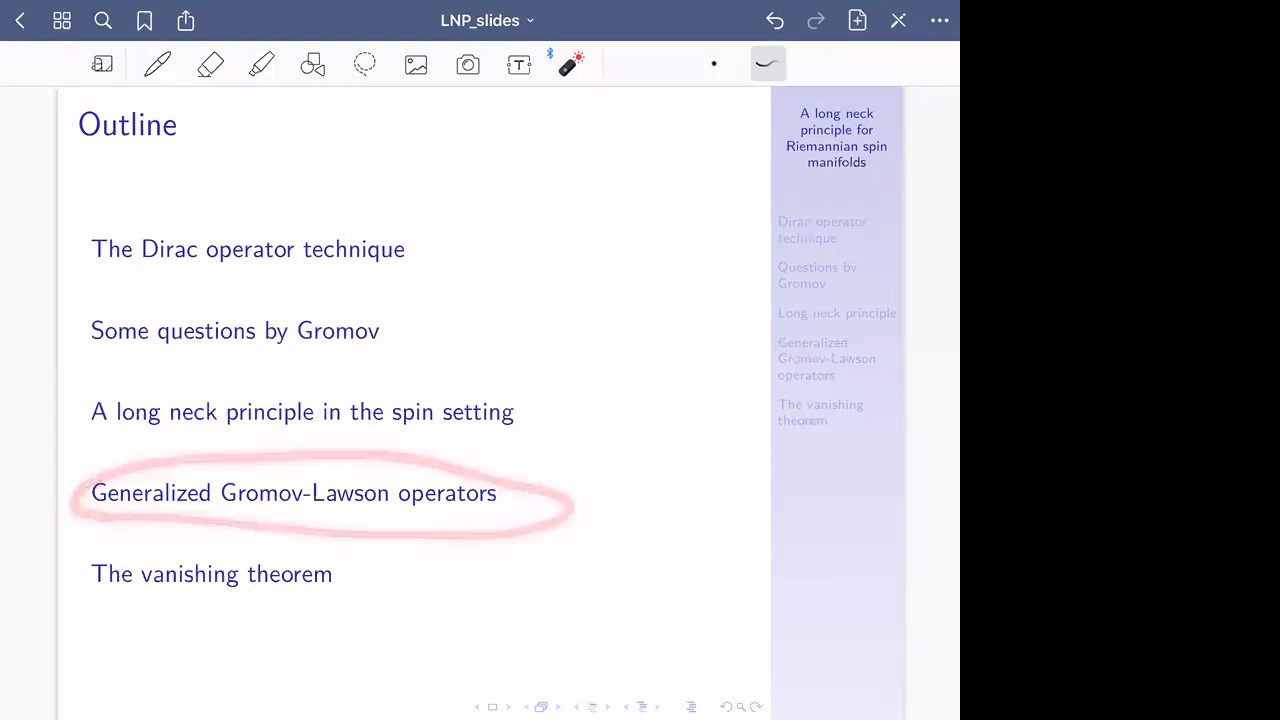 LNP_slides
T
Outline
The Dirac operator technique
Some questions by Gromov
A long neck principle in the spin setting
Generalized Gromov-Lawson operators
The vanishing theorem
A long neck
principle for
Riemannian spin
manifolds
Dirac operator
technique
Questions by
Gromov
Long neck principle
Generalized
Gromov-Lawson
operators
The vanishing
theorem